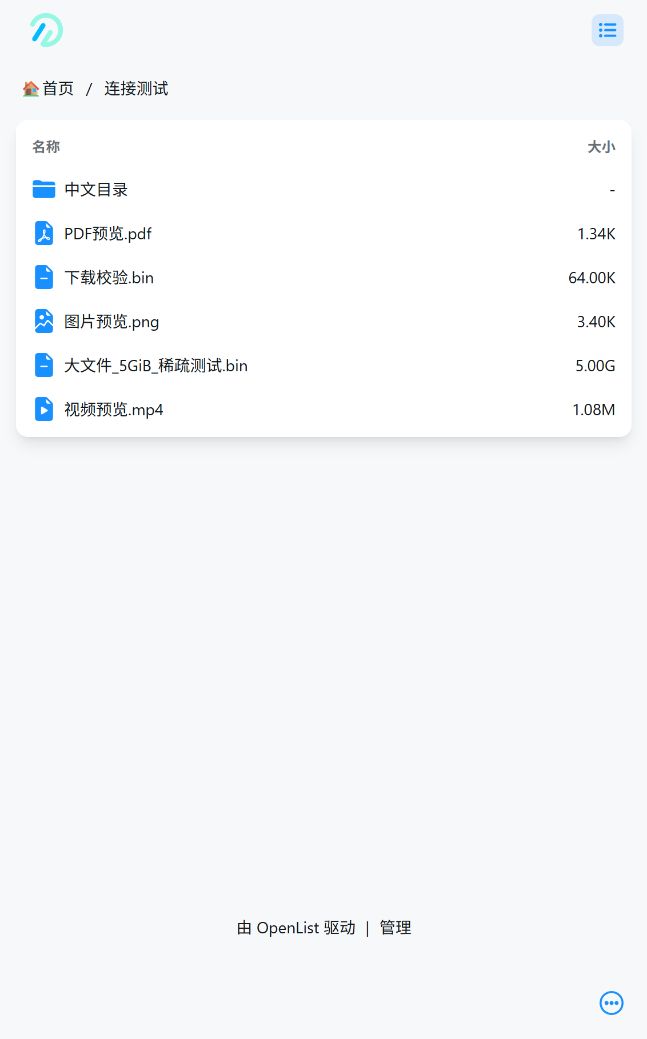 首页 / 连接测试
名称 大小
中文目录 -
PDF预览.pdf 1.34K
下载校验.bin 64.00K
图片预览.png 3.40K
大文件_5GiB_稀疏测试.bin 5.00G
视频预览.mp4 1.08M
由 OpenList 驱动 | 管理